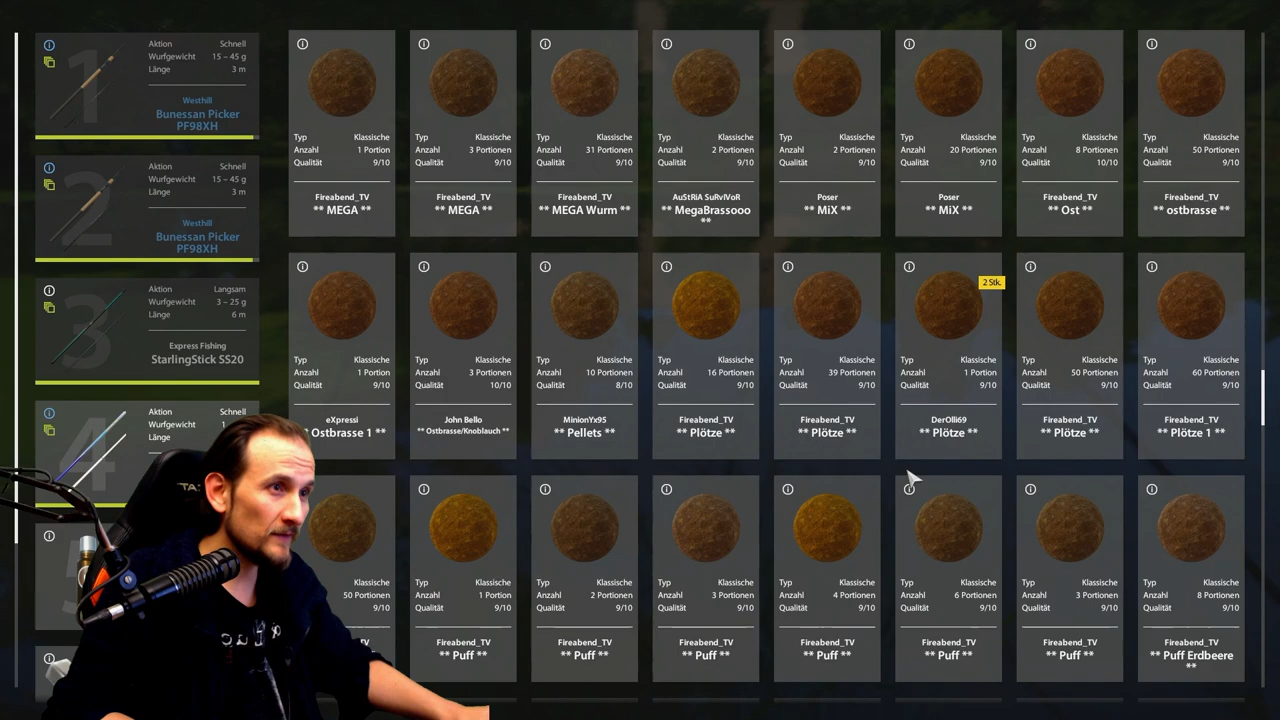 1
Aktion Schnell
Wurfgewicht 15 – 45 g
Länge 3 m
Westhill
Bunessan Picker
PF98XH
2
Aktion Schnell
Wurfgewicht 15 – 45 g
Länge 3 m
Westhill
Bunessan Picker
PF98XH
3
Aktion Langsam
Wurfgewicht 3 – 25 g
Länge 6 m
Express Fishing
StarlingStick SS20
4
Aktion Schnell
Wurfgewicht
Länge
Typ Klassische
Anzahl 1 Portion
Qualität 9/10
Fireabend_TV
** MEGA **
Typ Klassische
Anzahl 3 Portionen
Qualität 9/10
Fireabend_TV
** MEGA **
Typ Klassische
Anzahl 31 Portionen
Qualität 9/10
Fireabend_TV
** MEGA Wurm **
Typ Klassische
Anzahl 2 Portionen
Qualität 9/10
AuStRiA SuRvIVoR
** MegaBrassooo
**
Typ Klassische
Anzahl 2 Portionen
Qualität 9/10
Poser
** MiX **
Typ Klassische
Anzahl 20 Portionen
Qualität 9/10
Poser
** MiX **
Typ Klassische
Anzahl 8 Portionen
Qualität 10/10
Fireabend_TV
** Ost **
Typ Klassische
Anzahl 50 Portionen
Qualität 9/10
Fireabend_TV
** ostbrasse **
Typ Klassische
Anzahl 1 Portion
Qualität 9/10
eXpressi
Ostbrasse 1 **
Typ Klassische
Anzahl 3 Portionen
Qualität 10/10
John Bello
** Ostbrasse/Knoblauch **
Typ Klassische
Anzahl 10 Portionen
Qualität 8/10
MinionYx95
** Pellets **
Typ Klassische
Anzahl 16 Portionen
Qualität 9/10
Fireabend_TV
** Plötze **
Typ Klassische
Anzahl 39 Portionen
Qualität 9/10
Fireabend_TV
** Plötze **
2 Stk.
Typ Klassische
Anzahl 1 Portion
Qualität 9/10
DerOlli69
** Plötze **
Typ Klassische
Anzahl 50 Portionen
Qualität 9/10
Fireabend_TV
** Plötze **
Typ Klassische
Anzahl 60 Portionen
Qualität 9/10
Fireabend_TV
** Plötze 1 **
Klassische
50 Portionen
9/10
Typ Klassische
Anzahl 1 Portion
Qualität 9/10
Fireabend_TV
** Puff **
Typ Klassische
Anzahl 2 Portionen
Qualität 9/10
Fireabend_TV
** Puff **
Typ Klassische
Anzahl 3 Portionen
Qualität 9/10
Fireabend_TV
** Puff **
Typ Klassische
Anzahl 4 Portionen
Qualität 9/10
Fireabend_TV
** Puff **
Typ Klassische
Anzahl 6 Portionen
Qualität 9/10
Fireabend_TV
** Puff **
Typ Klassische
Anzahl 3 Portionen
Qualität 9/10
Fireabend_TV
** Puff **
Typ Klassische
Anzahl 8 Portionen
Qualität 9/10
Fireabend_TV
** Puff Erdbeere
**